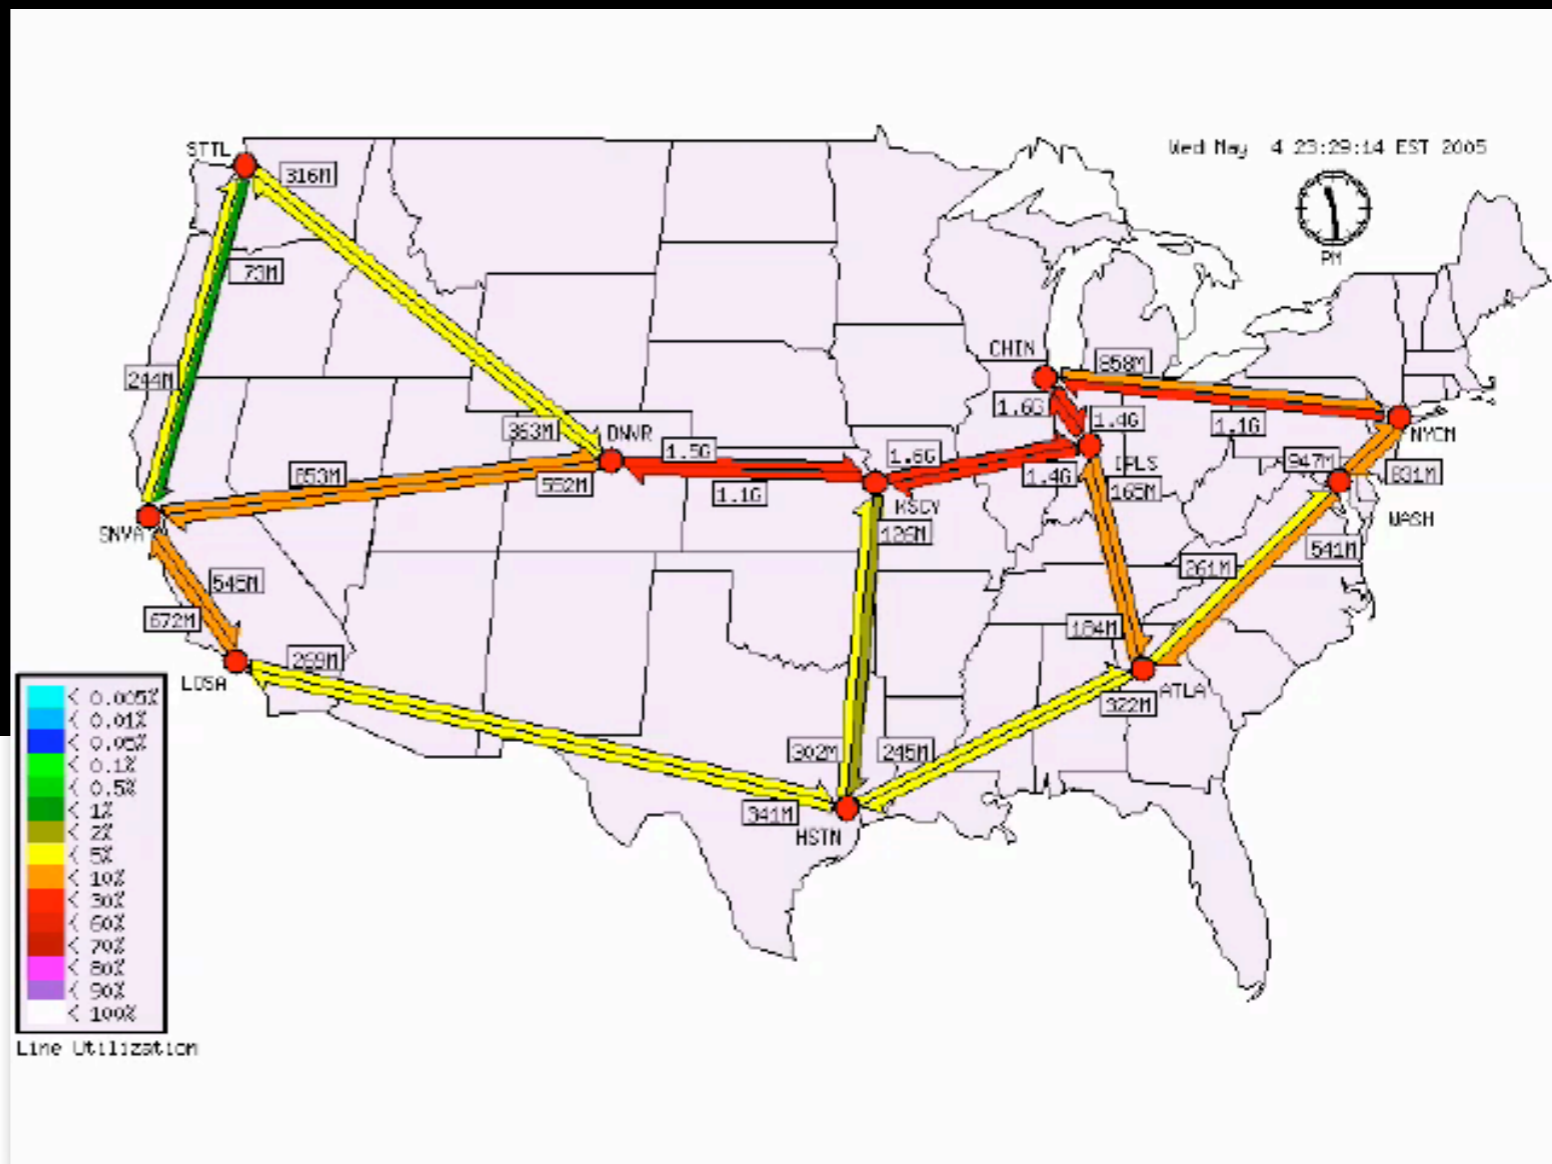 STTL
316M
Wed May 4 23:29:14 EST 2005
PM
73M
CHIN
858M
244M
1.6G
1.4G
1.1G
NYCM
353M
DNVR
1.5G
1.6G
IPLS
947M
831M
853M
552M
1.1G
1.4G
165M
SNVA
KSCY
WASH
126M
541M
545M
261M
672M
184M
269M
LOSA
ATLA
322M
302M
245M
341M
HSTN
< 0.005%
< 0.01%
< 0.05%
< 0.1%
< 0.5%
< 1%
< 2%
< 5%
< 10%
< 30%
< 60%
< 70%
< 80%
< 90%
< 100%
Line Utilization